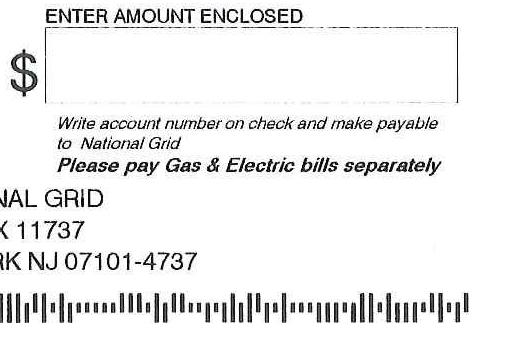 ENTER AMOUNT ENCLOSED
$
Write account number on check and make payable
to National Grid
Please pay Gas & Electric bills separately
NAL GRID
X 11737
RK NJ 07101-4737